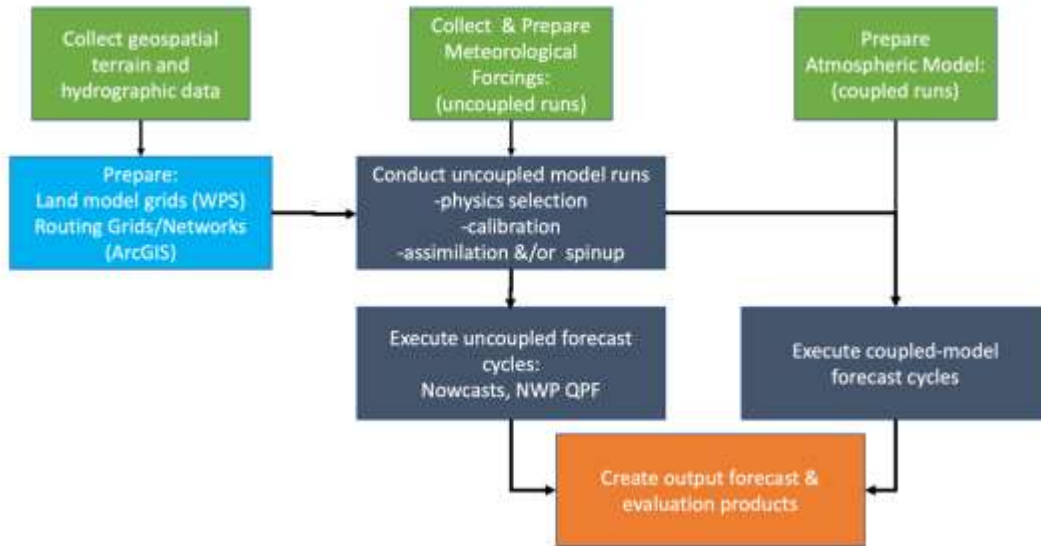 Collect geospatial
terrain and
hydrographic data
Collect & Prepare
Meteorological
Forcings:
(uncoupled runs)
Prepare
Atmospheric Model:
(coupled runs)
Prepare:
Land model grids (WPS)
Routing Grids/Networks
(ArcGIS)
Conduct uncoupled model runs
-physics selection
-calibration
-assimilation &/or spinup
Execute uncoupled forecast
cycles:
Nowcasts, NWP QPF
Execute coupled-model
forecast cycles
Create output forecast &
evaluation products